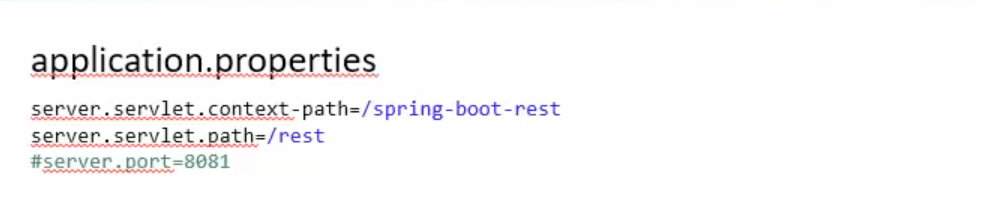 application.properties
server.servlet.context-path=/spring-boot-rest
server.servlet.path=/rest
#server.port=8081